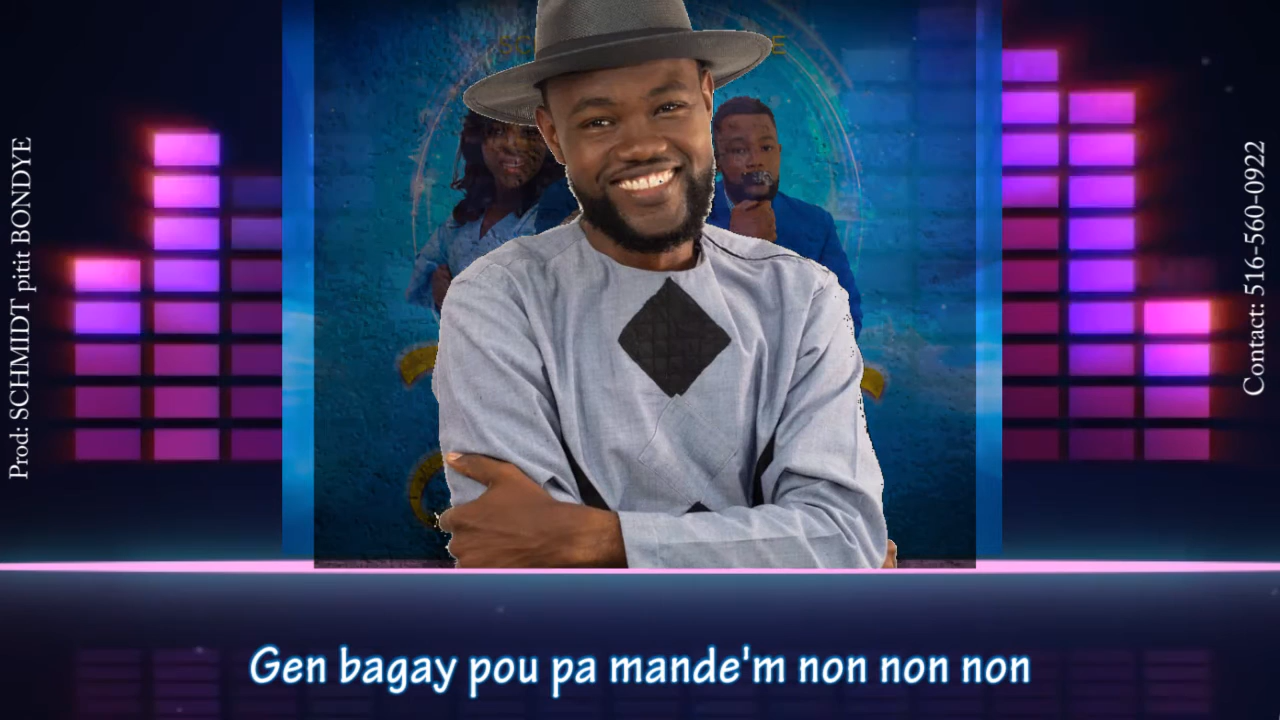 Prod: SCHMIDT pitit BONDYE
Contact: 516-560-0922
Gen bagay pou pa mande'm non non non